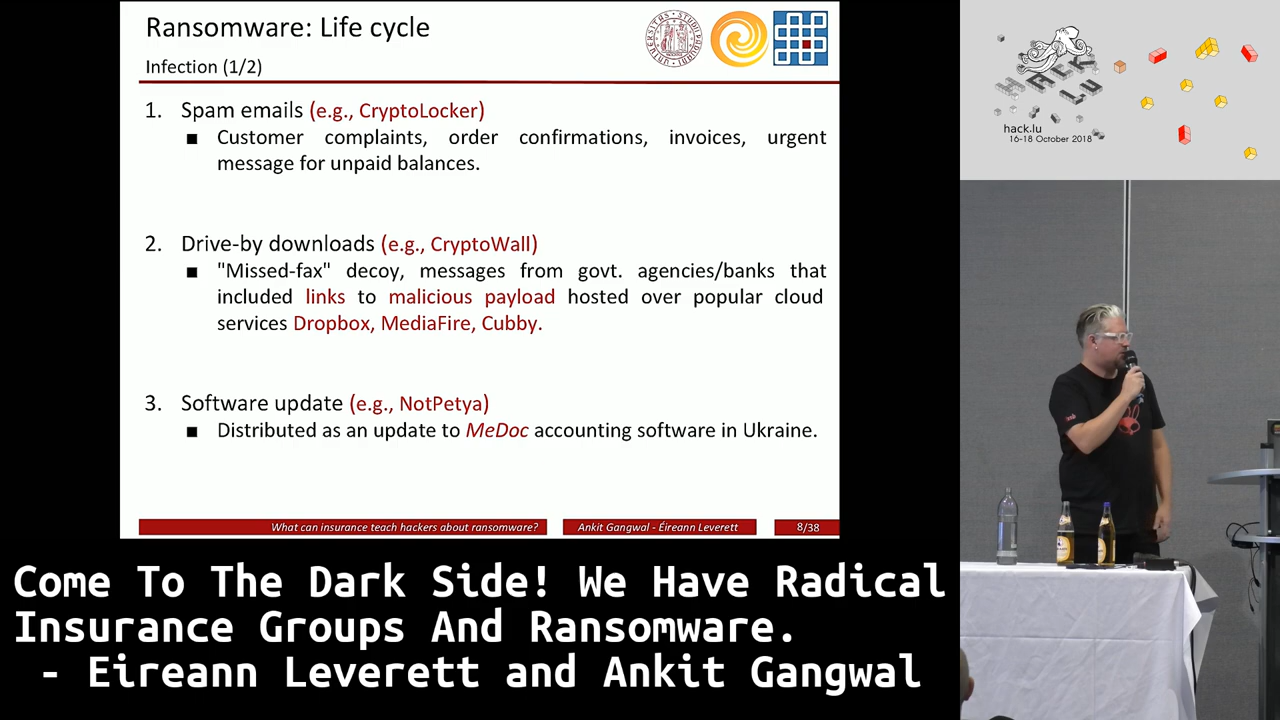 Ransomware: Life cycle
Infection (1/2)
1. Spam emails (e.g., CryptoLocker)
■ Customer complaints, order confirmations, invoices, urgent
message for unpaid balances.
2. Drive-by downloads (e.g., CryptoWall)
■ "Missed-fax" decoy, messages from govt. agencies/banks that
included links to malicious payload hosted over popular cloud
services Dropbox, MediaFire, Cubby.
3. Software update (e.g., NotPetya)
■ Distributed as an update to MeDoc accounting software in Ukraine.
What can insurance teach hackers about ransomware?
Ankit Gangwal - Éireann Leverett
8/38
HACK
LU
hack.lu
16-18 October 2018
Come To The Dark Side! We Have Radical
Insurance Groups And Ransomware.
- Eireann Leverett and Ankit Gangwal